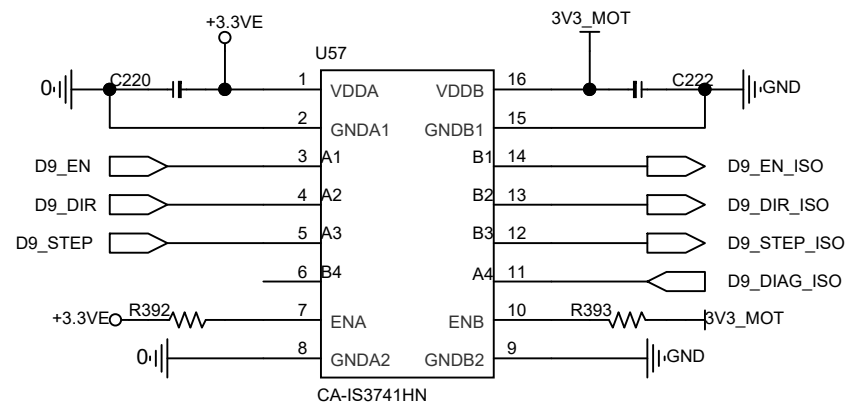 +3.3VE
3V3_MOT
U57
0
C220
1
VDDA
VDDB
16
C222
GND
2
GNDA1
GNDB1
15
D9_EN
3
A1
B1
14
D9_EN_ISO
D9_DIR
4
A2
B2
13
D9_DIR_ISO
D9_STEP
5
A3
B3
12
D9_STEP_ISO
6
B4
A4
11
D9_DIAG_ISO
+3.3VE
R392
7
ENA
ENB
10
R393
3V3_MOT
0
8
GNDA2
GNDB2
9
GND
CA-IS3741HN